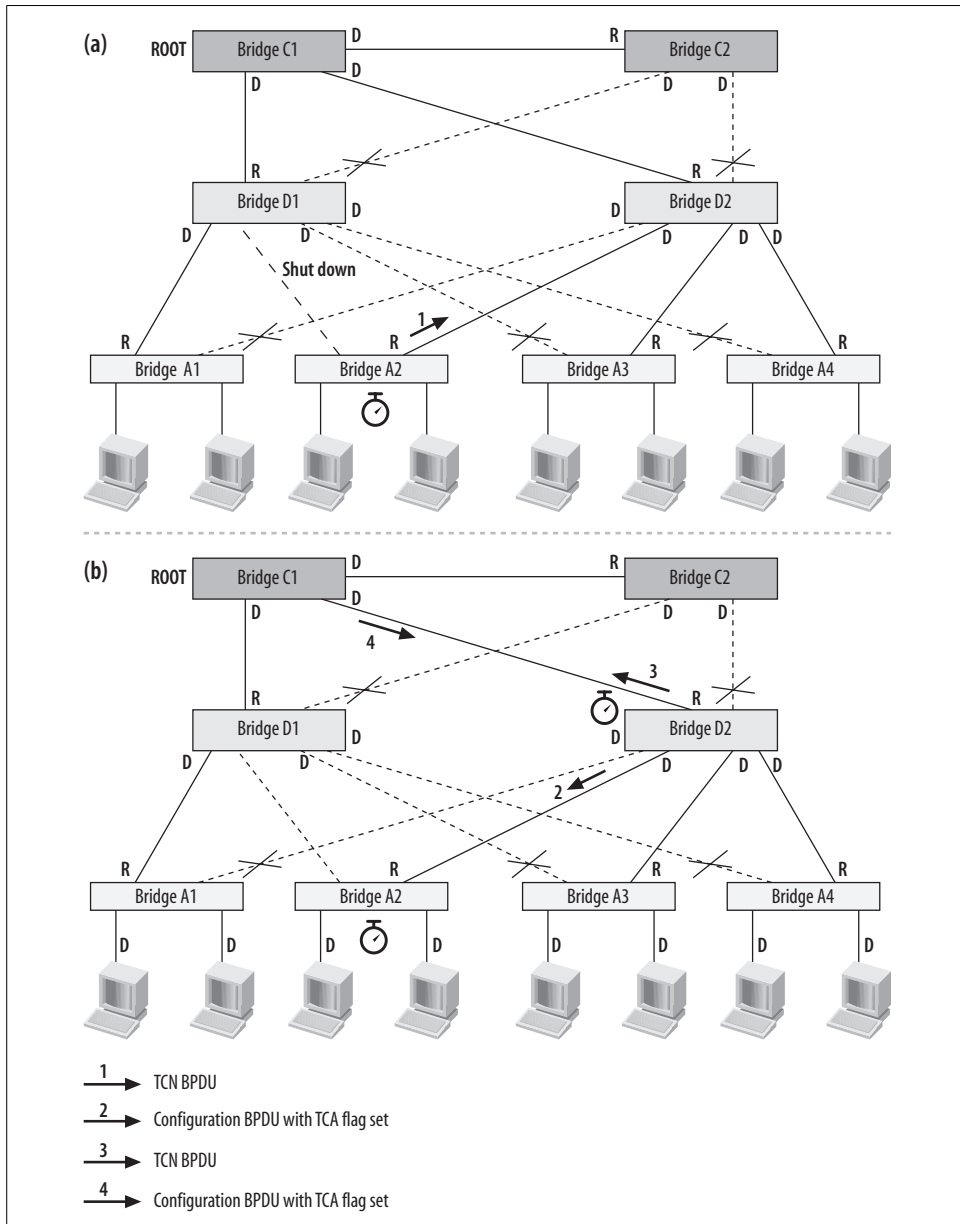 (a)
ROOT Bridge C1 D R Bridge C2
D D D D
R R
Bridge D1 D D Bridge D2
D D D D D
Shut down
1
R R R R
Bridge A1 Bridge A2 Bridge A3 Bridge A4
(b)
ROOT Bridge C1 D R Bridge C2
D D D D
4
3
R R
Bridge D1 D D Bridge D2
D D D D D
2
R R R R
Bridge A1 Bridge A2 Bridge A3 Bridge A4
D D D D D D D D
1 TCN BPDU
2 Configuration BPDU with TCA flag set
3 TCN BPDU
4 Configuration BPDU with TCA flag set